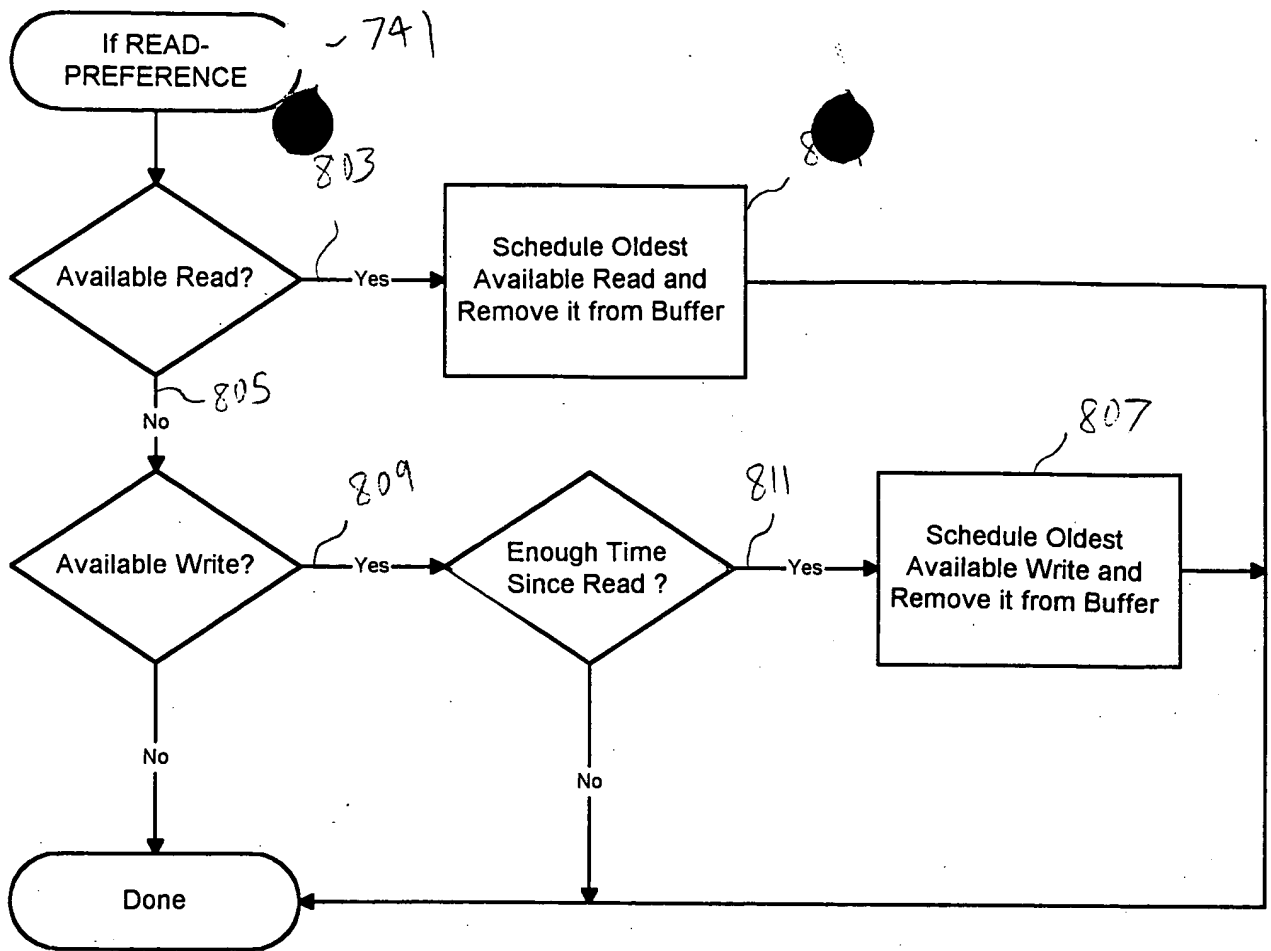 If READ-
PREFERENCE
741
803
Available Read?
Yes
Schedule Oldest
Available Read and
Remove it from Buffer
805
No
807
809
811
Available Write?
Yes
Enough Time
Since Read ?
Yes
Schedule Oldest
Available Write and
Remove it from Buffer
No
No
Done